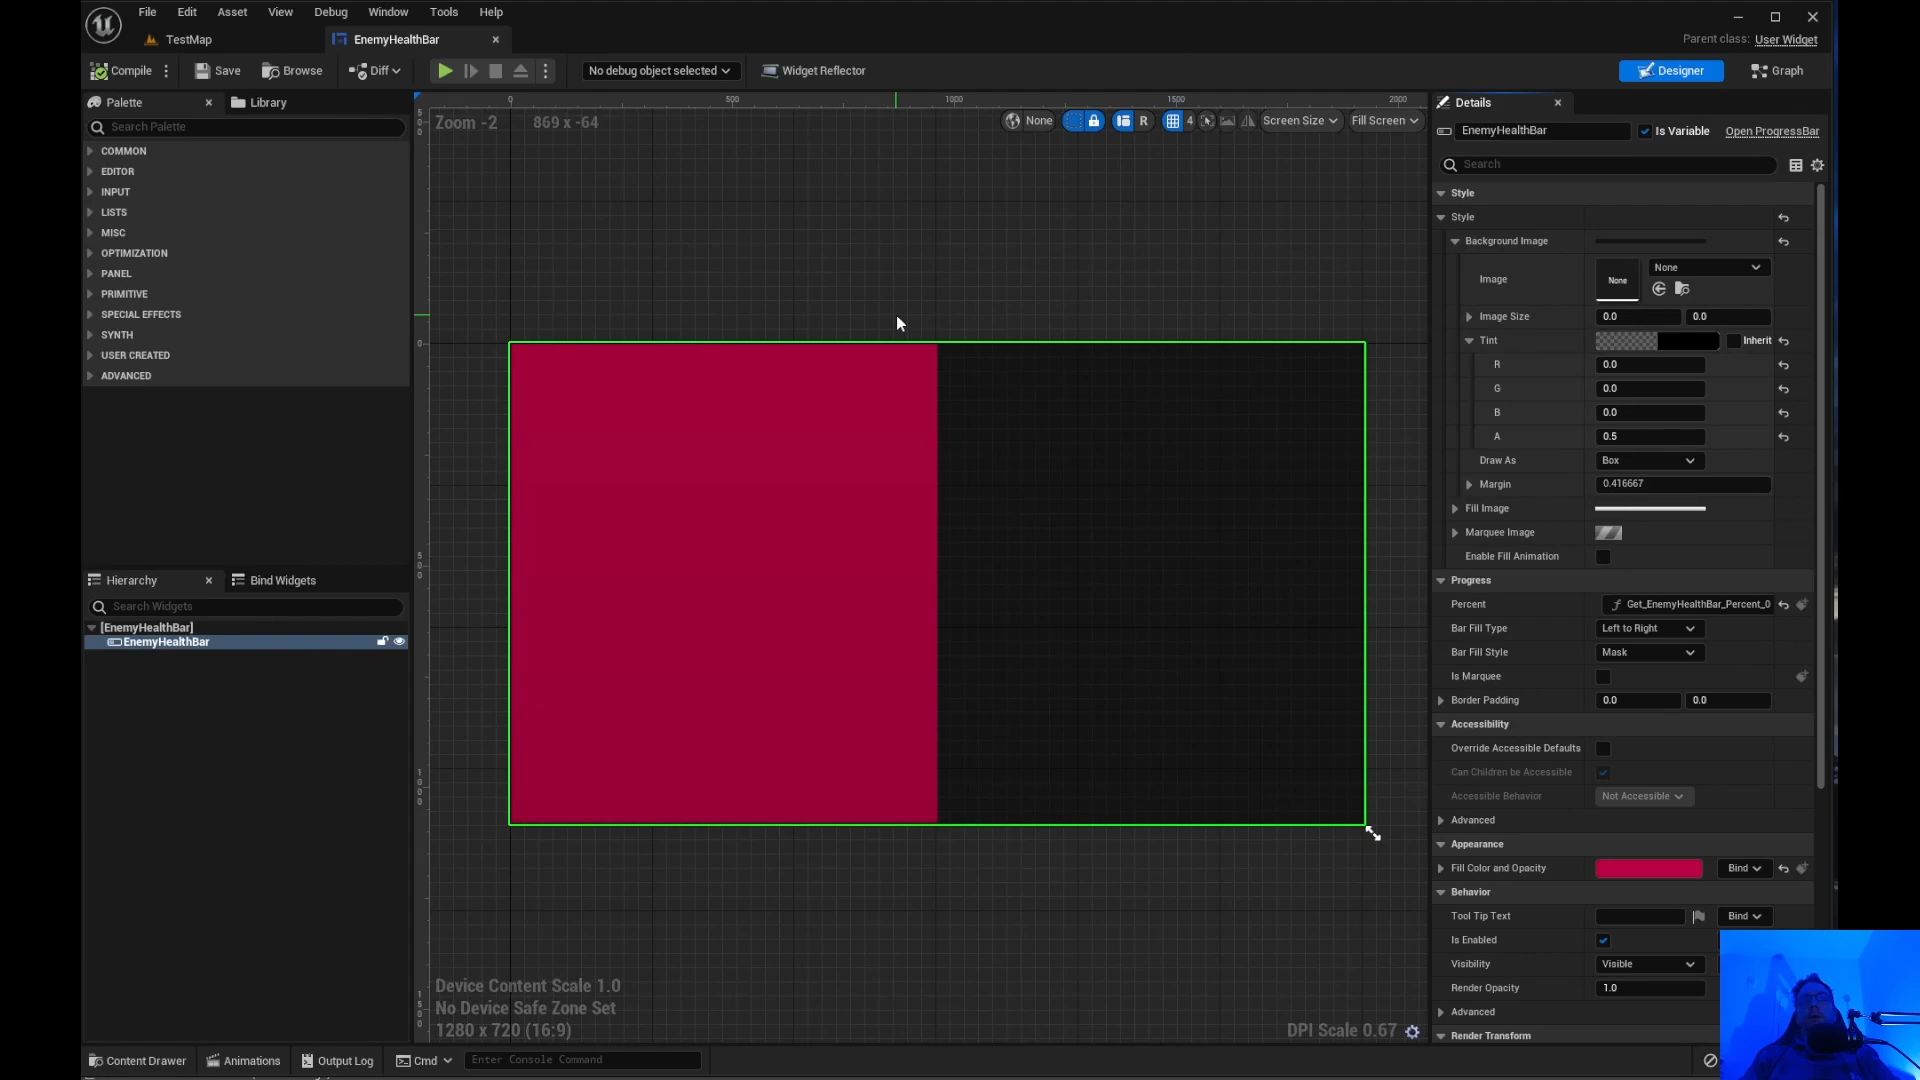 File Edit Asset View Debug Window Tools Help
TestMap
EnemyHealthBar
Parent class: User Widget
Compile
Save
Browse
Diff
No debug object selected
Widget Reflector
Designer
Graph
Palette
Library
Search Palette
COMMON
EDITOR
INPUT
LISTS
MISC
OPTIMIZATION
PANEL
PRIMITIVE
SPECIAL EFFECTS
SYNTH
USER CREATED
ADVANCED
Hierarchy
Bind Widgets
Search Widgets
[EnemyHealthBar]
EnemyHealthBar
0 500 1000 1500 2000
Zoom -2
869 x -64
None
R
4
Screen Size
Fill Screen
Device Content Scale 1.0
No Device Safe Zone Set
1280 x 720 (16:9)
DPI Scale 0.67
Details
EnemyHealthBar
Is Variable
Open ProgressBar
Search
Style
Style
Background Image
Image
None
None
Image Size 0.0 0.0
Tint
Inherit
R 0.0
G 0.0
B 0.0
A 0.5
Draw As Box
Margin 0.416667
Fill Image
Marquee Image
Enable Fill Animation
Progress
Percent Get_EnemyHealthBar_Percent_0
Bar Fill Type Left to Right
Bar Fill Style Mask
Is Marquee
Border Padding 0.0 0.0
Accessibility
Override Accessible Defaults
Can Children be Accessible
Accessible Behavior Not Accessible
Advanced
Appearance
Fill Color and Opacity Bind
Behavior
Tool Tip Text Bind
Is Enabled
Visibility Visible
Render Opacity 1.0
Advanced
Render Transform
Content Drawer
Animations
Output Log
Cmd
Enter Console Command